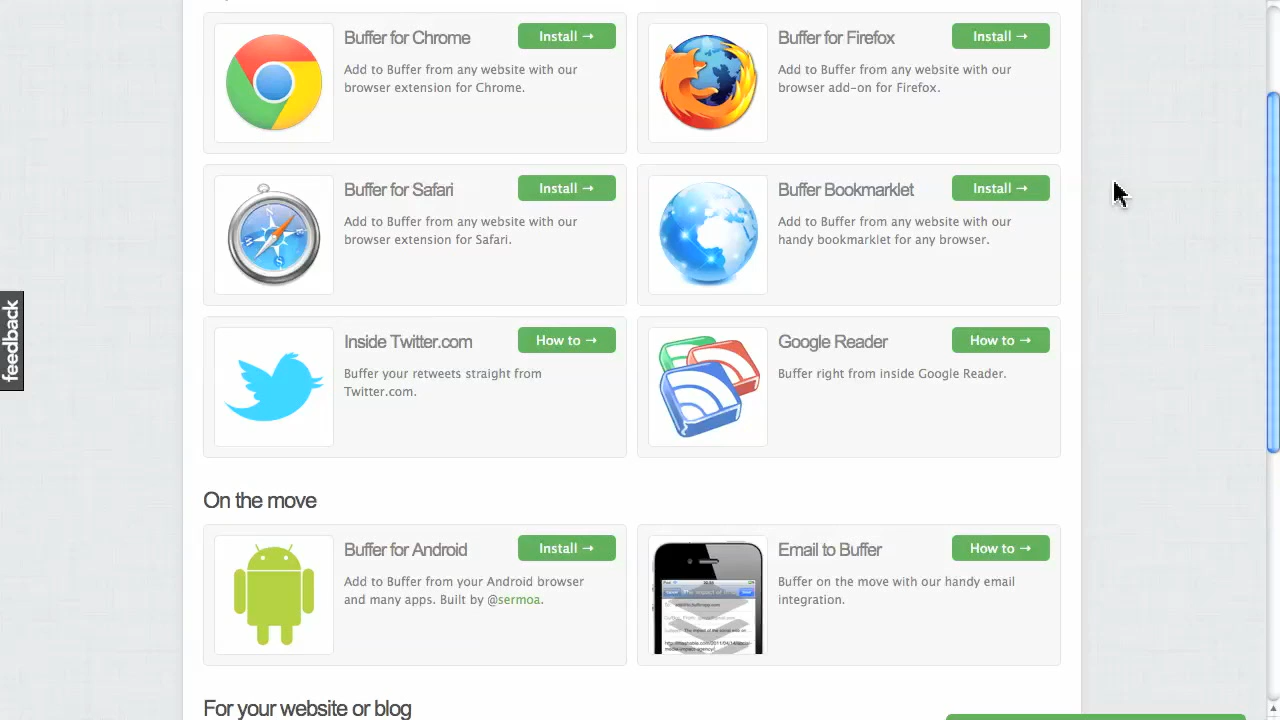 Buffer for Chrome
Install →
Add to Buffer from any website with our
browser extension for Chrome.
Buffer for Firefox
Install →
Add to Buffer from any website with our
browser add-on for Firefox.
Buffer for Safari
Install →
Add to Buffer from any website with our
browser extension for Safari.
Buffer Bookmarklet
Install →
Add to Buffer from any website with our
handy bookmarklet for any browser.
feedback
Inside Twitter.com
How to →
Buffer your retweets straight from
Twitter.com.
Google Reader
How to →
Buffer right from inside Google Reader.
On the move
Buffer for Android
Install →
Add to Buffer from your Android browser
and many apps. Built by @sermoa.
Email to Buffer
How to →
Buffer on the move with our handy email
integration.
For your website or blog